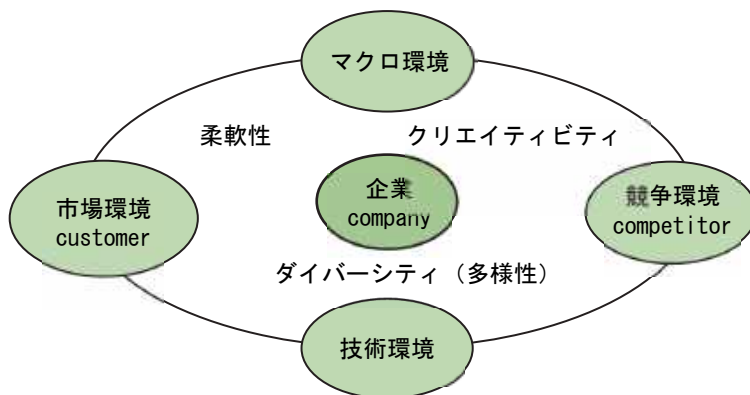 マクロ環境
柔軟性
クリエイティビティ
企業
company
市場環境
customer
競争環境
competitor
ダイバーシティ（多様性）
技術環境